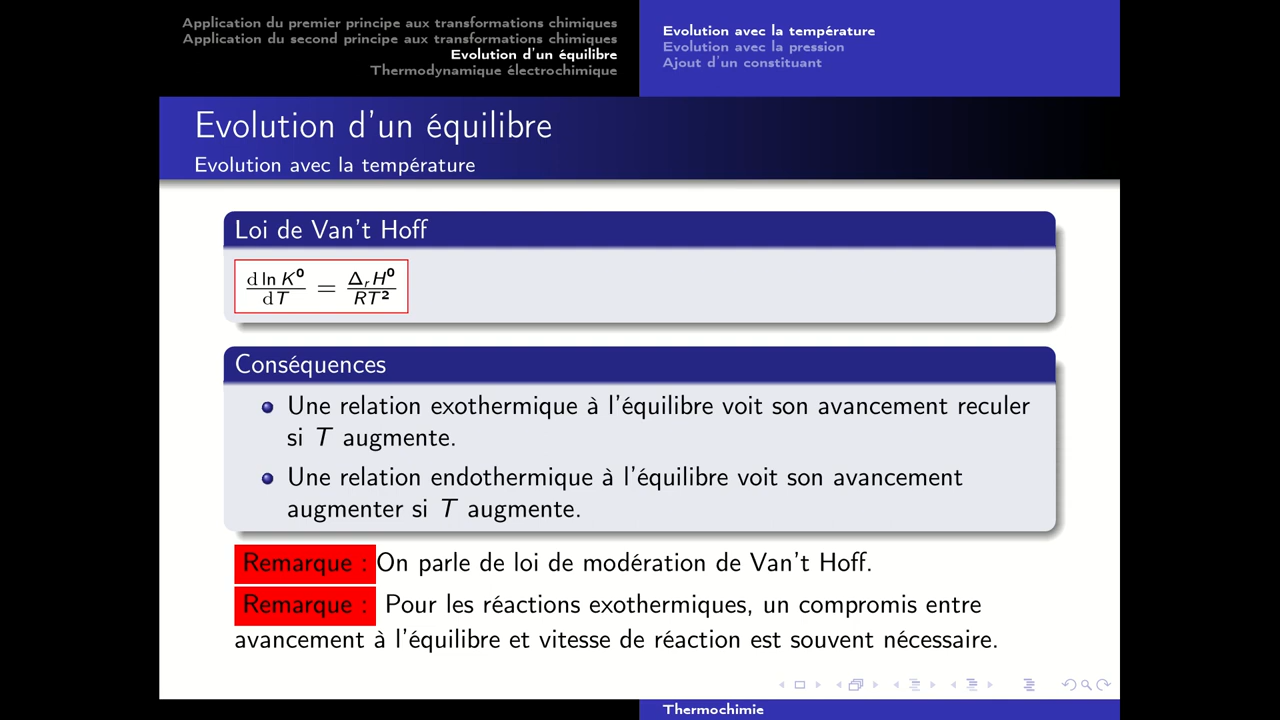 Application du premier principe aux transformations chimiques
Application du second principe aux transformations chimiques
Evolution d'un équilibre
Thermodynamique électrochimique
Evolution avec la température
Evolution avec la pression
Ajout d'un constituant
Evolution d'un équilibre
Evolution avec la température
Loi de Van't Hoff
d ln K⁰ / dT = Δ_r H⁰ / RT²
Conséquences
Une relation exothermique à l'équilibre voit son avancement reculer
si T augmente.
Une relation endothermique à l'équilibre voit son avancement
augmenter si T augmente.
Remarque : On parle de loi de modération de Van't Hoff.
Remarque : Pour les réactions exothermiques, un compromis entre
avancement à l'équilibre et vitesse de réaction est souvent nécessaire.
Thermochimie